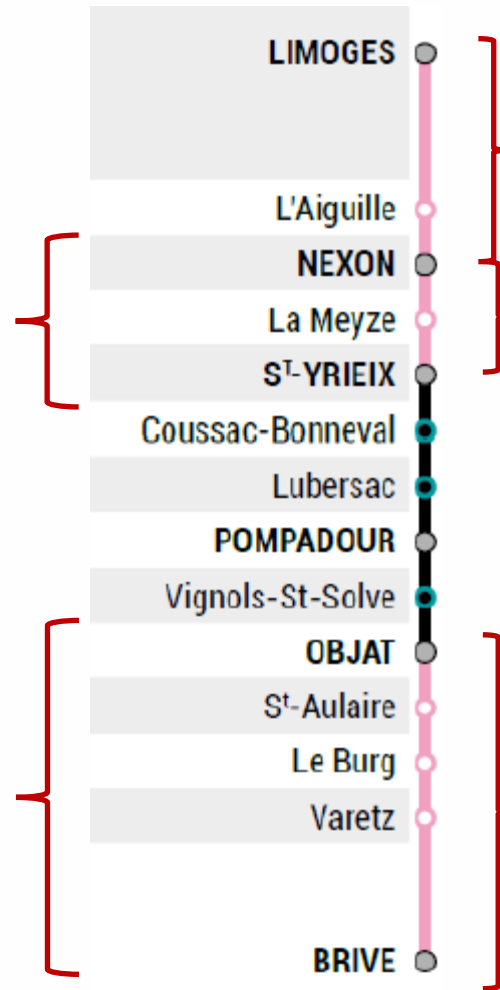 LIMOGES
L'Aiguille
NEXON
La Meyze
Sᵀ-YRIEIX
Coussac-Bonneval
Lubersac
POMPADOUR
Vignols-St-Solve
OBJAT
Sᵗ-Aulaire
Le Burg
Varetz
BRIVE